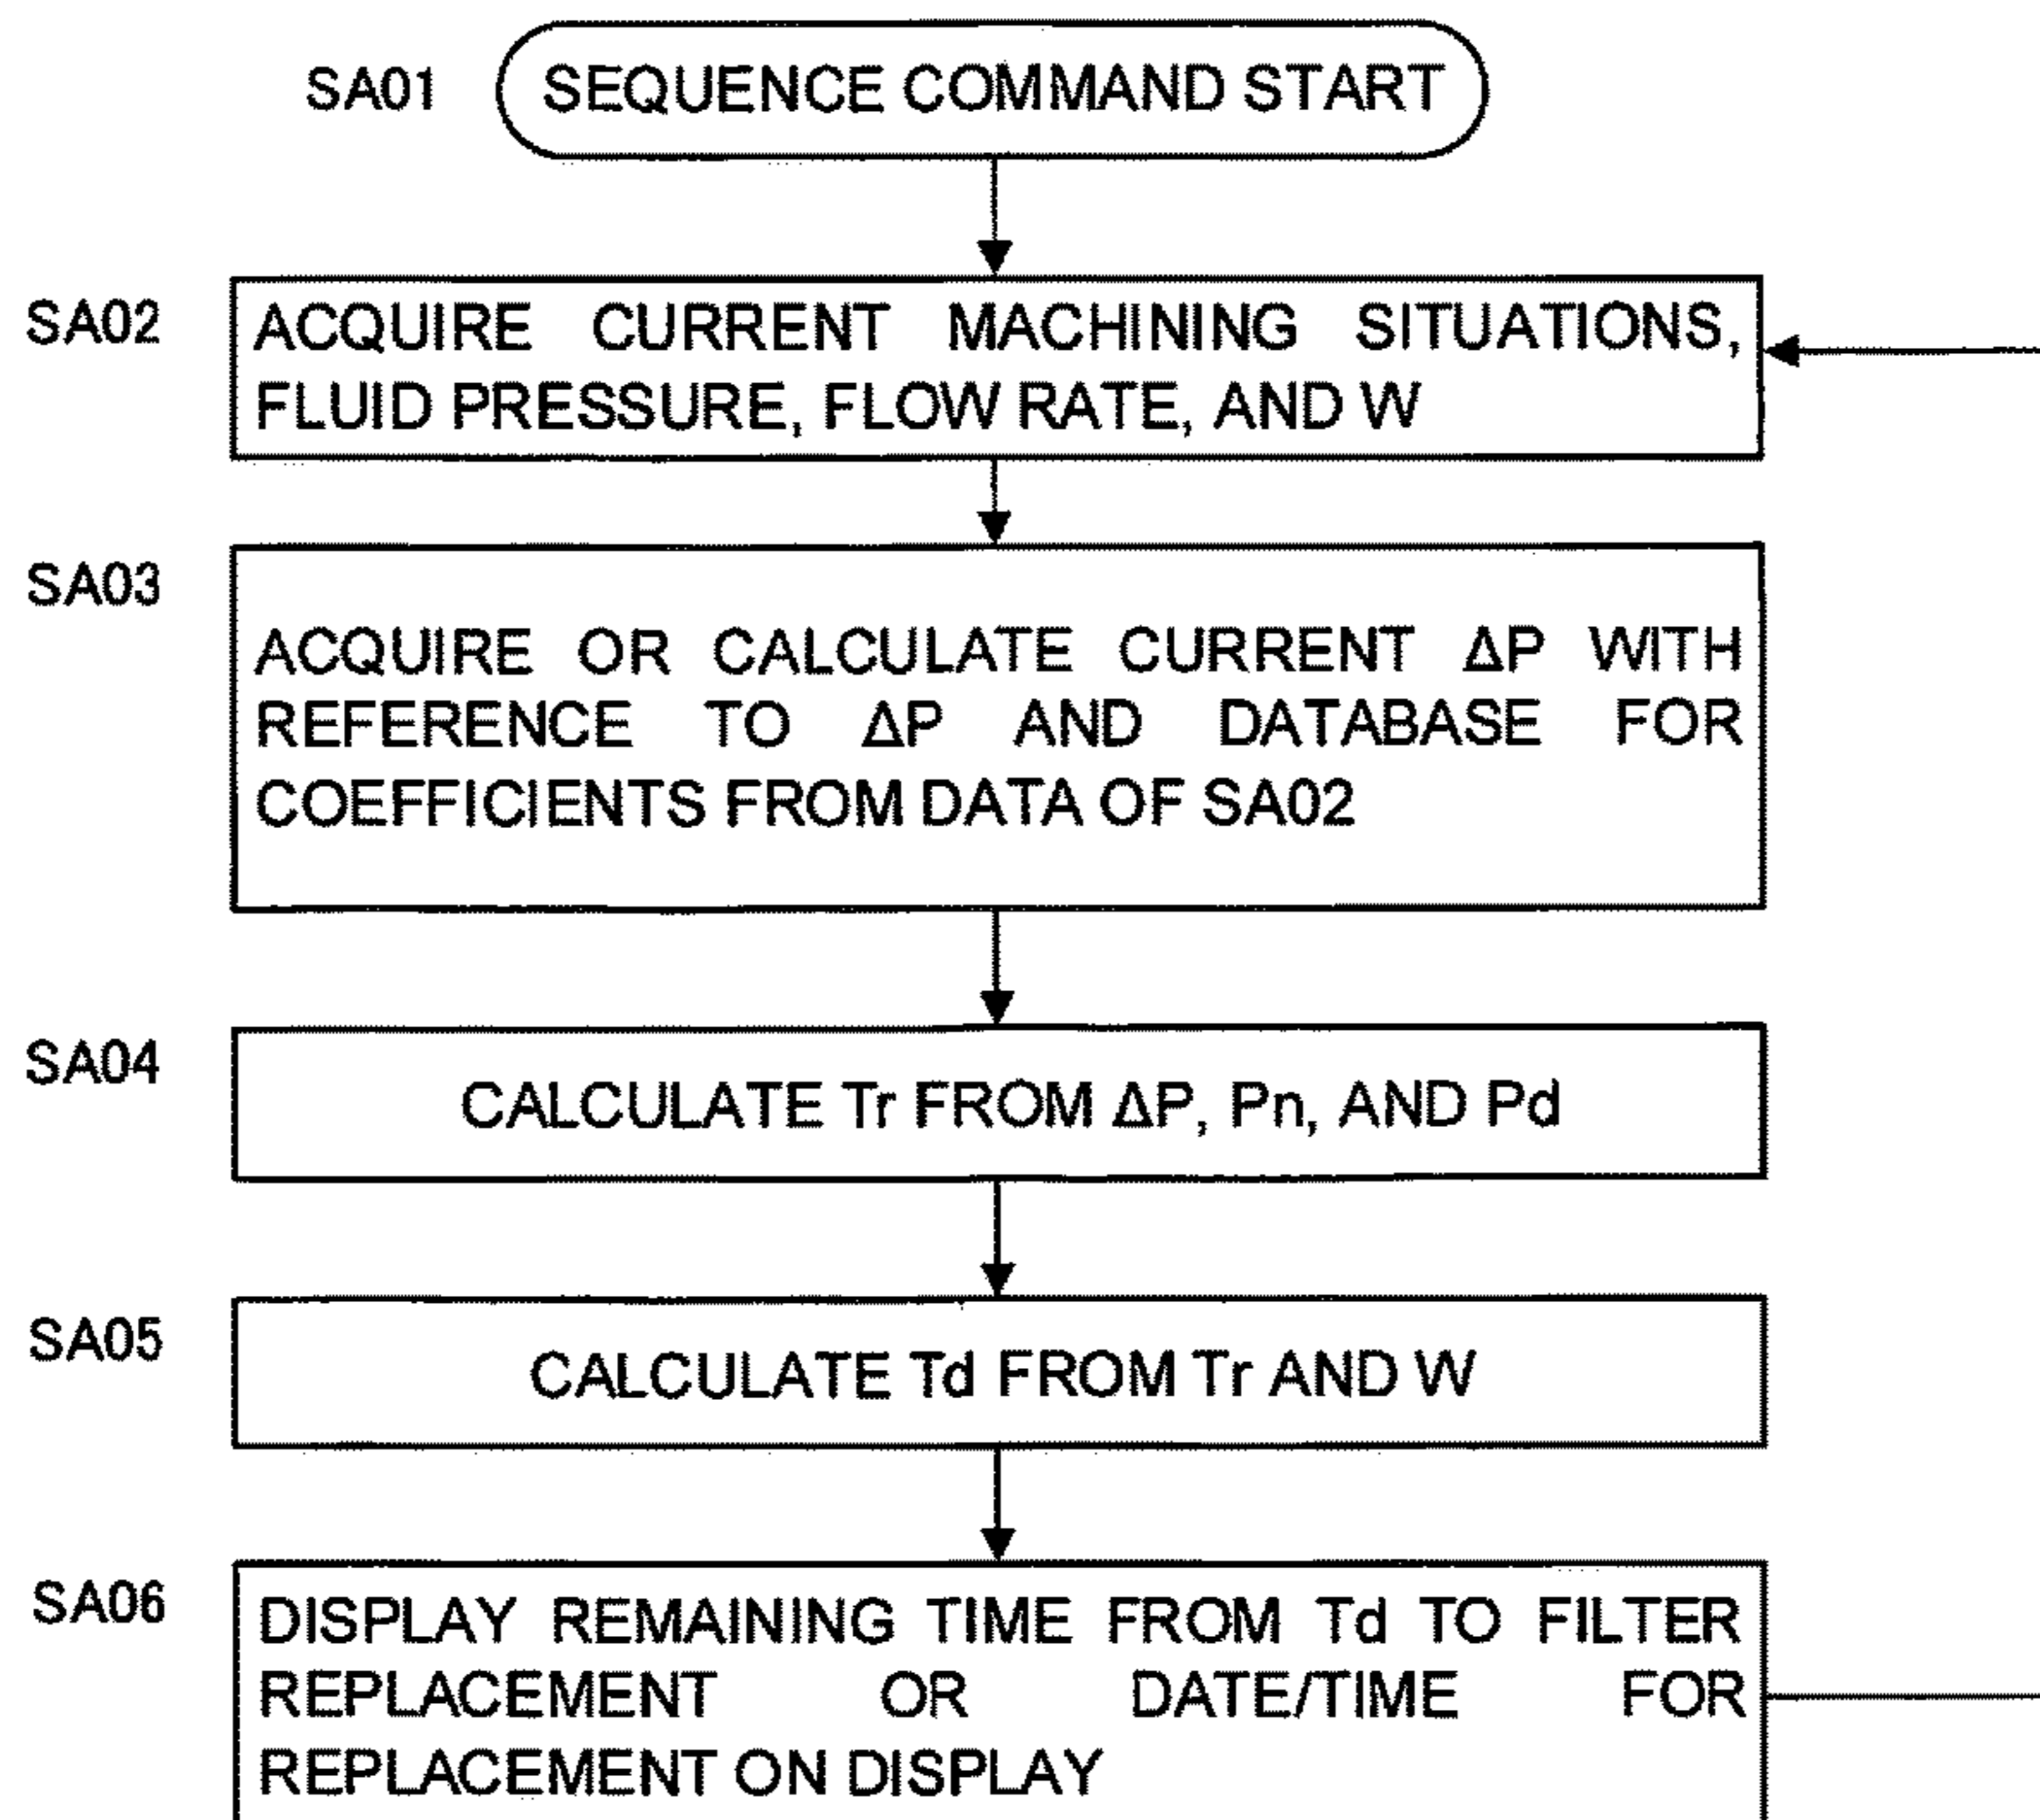 SA01 SEQUENCE COMMAND START
SA02 ACQUIRE CURRENT MACHINING SITUATIONS,
FLUID PRESSURE, FLOW RATE, AND W
SA03
ACQUIRE OR CALCULATE CURRENT ΔP WITH
REFERENCE TO ΔP AND DATABASE FOR
COEFFICIENTS FROM DATA OF SA02
SA04 CALCULATE Tr FROM ΔP, Pn, AND Pd
SA05 CALCULATE Td FROM Tr AND W
SA06 DISPLAY REMAINING TIME FROM Td TO FILTER
REPLACEMENT OR DATE/TIME FOR
REPLACEMENT ON DISPLAY